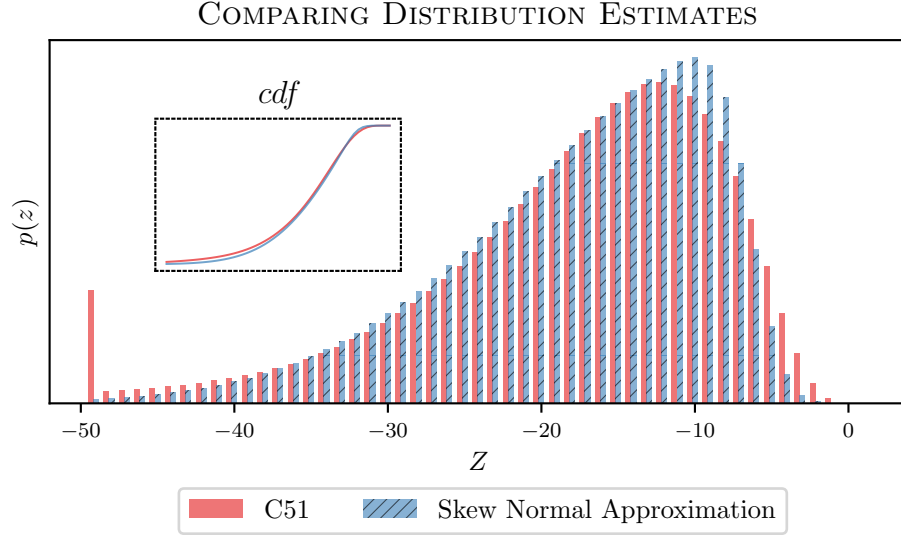 COMPARING DISTRIBUTION ESTIMATES
cdf
p(z)
−50 −40 −30 −20 −10 0
Z
C51 Skew Normal Approximation